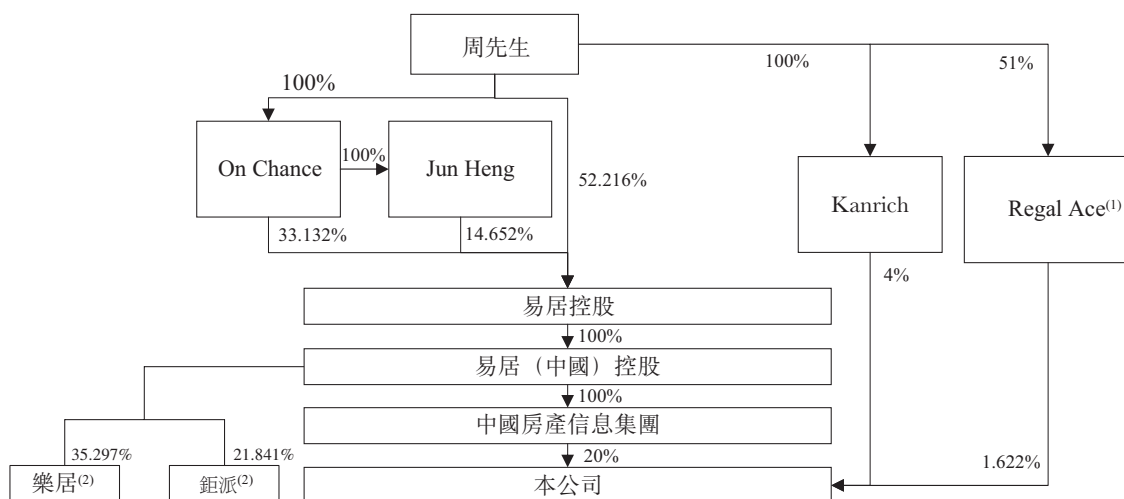 周先生
100%
51%
100%
On Chance
100%
Jun Heng
52.216%
Kanrich
Regal Ace(1)
33.132%
14.652%
4%
易居控股
100%
易居（中國）控股
100%
中國房產信息集團
35.297%
21.841%
20%
1.622%
樂居(2)
鉅派(2)
本公司